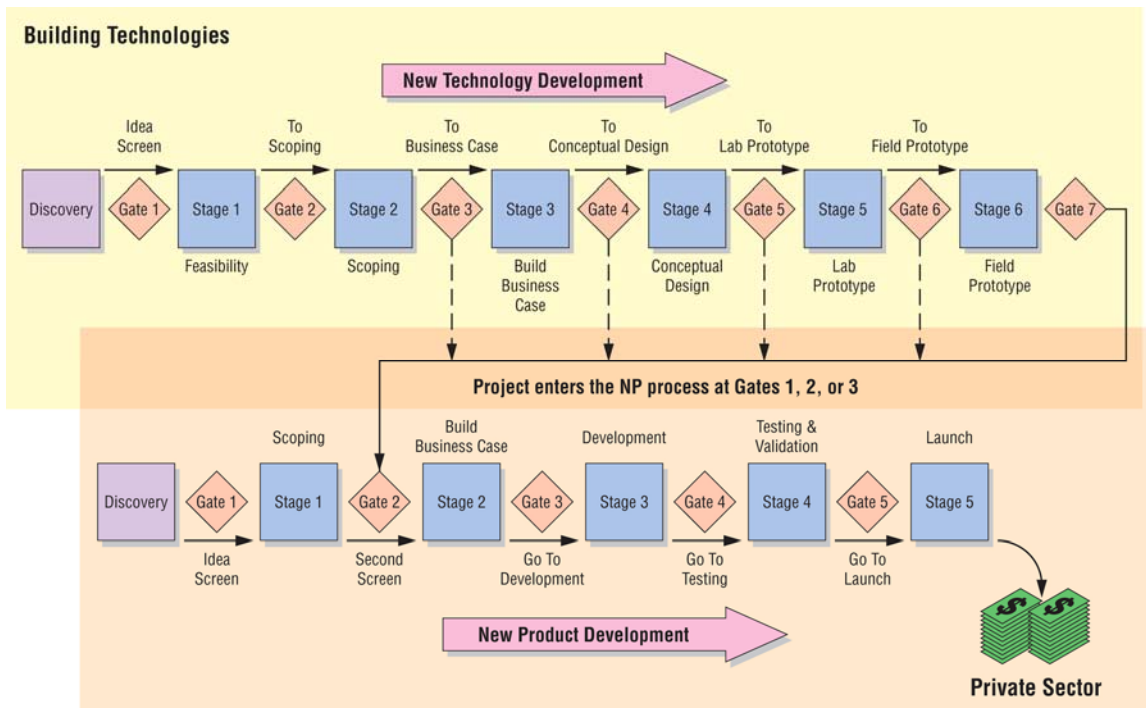 Building Technologies
New Technology Development
Idea
Screen
To
Scoping
To
Business Case
To
Conceptual Design
To
Lab Prototype
To
Field Prototype
Discovery
Gate 1
Stage 1
Gate 2
Stage 2
Gate 3
Stage 3
Gate 4
Stage 4
Gate 5
Stage 5
Gate 6
Stage 6
Gate 7
Feasibility
Scoping
Build
Business
Case
Conceptual
Design
Lab
Prototype
Field
Prototype
Project enters the NP process at Gates 1, 2, or 3
Scoping
Build
Business Case
Development
Testing &
Validation
Launch
Discovery
Gate 1
Stage 1
Gate 2
Stage 2
Gate 3
Stage 3
Gate 4
Stage 4
Gate 5
Stage 5
Idea
Screen
Second
Screen
Go To
Development
Go To
Testing
Go To
Launch
New Product Development
$ $
Private Sector